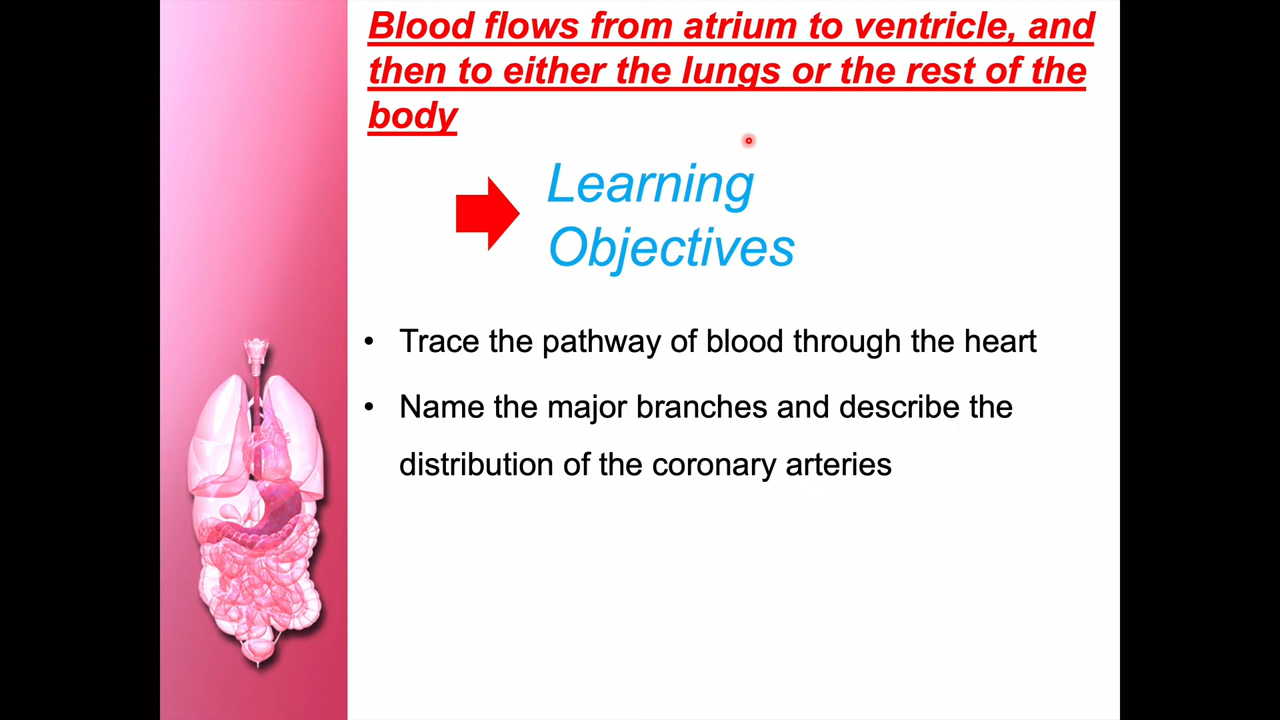 Blood flows from atrium to ventricle, and
then to either the lungs or the rest of the
body
Learning
Objectives
• Trace the pathway of blood through the heart
• Name the major branches and describe the
distribution of the coronary arteries